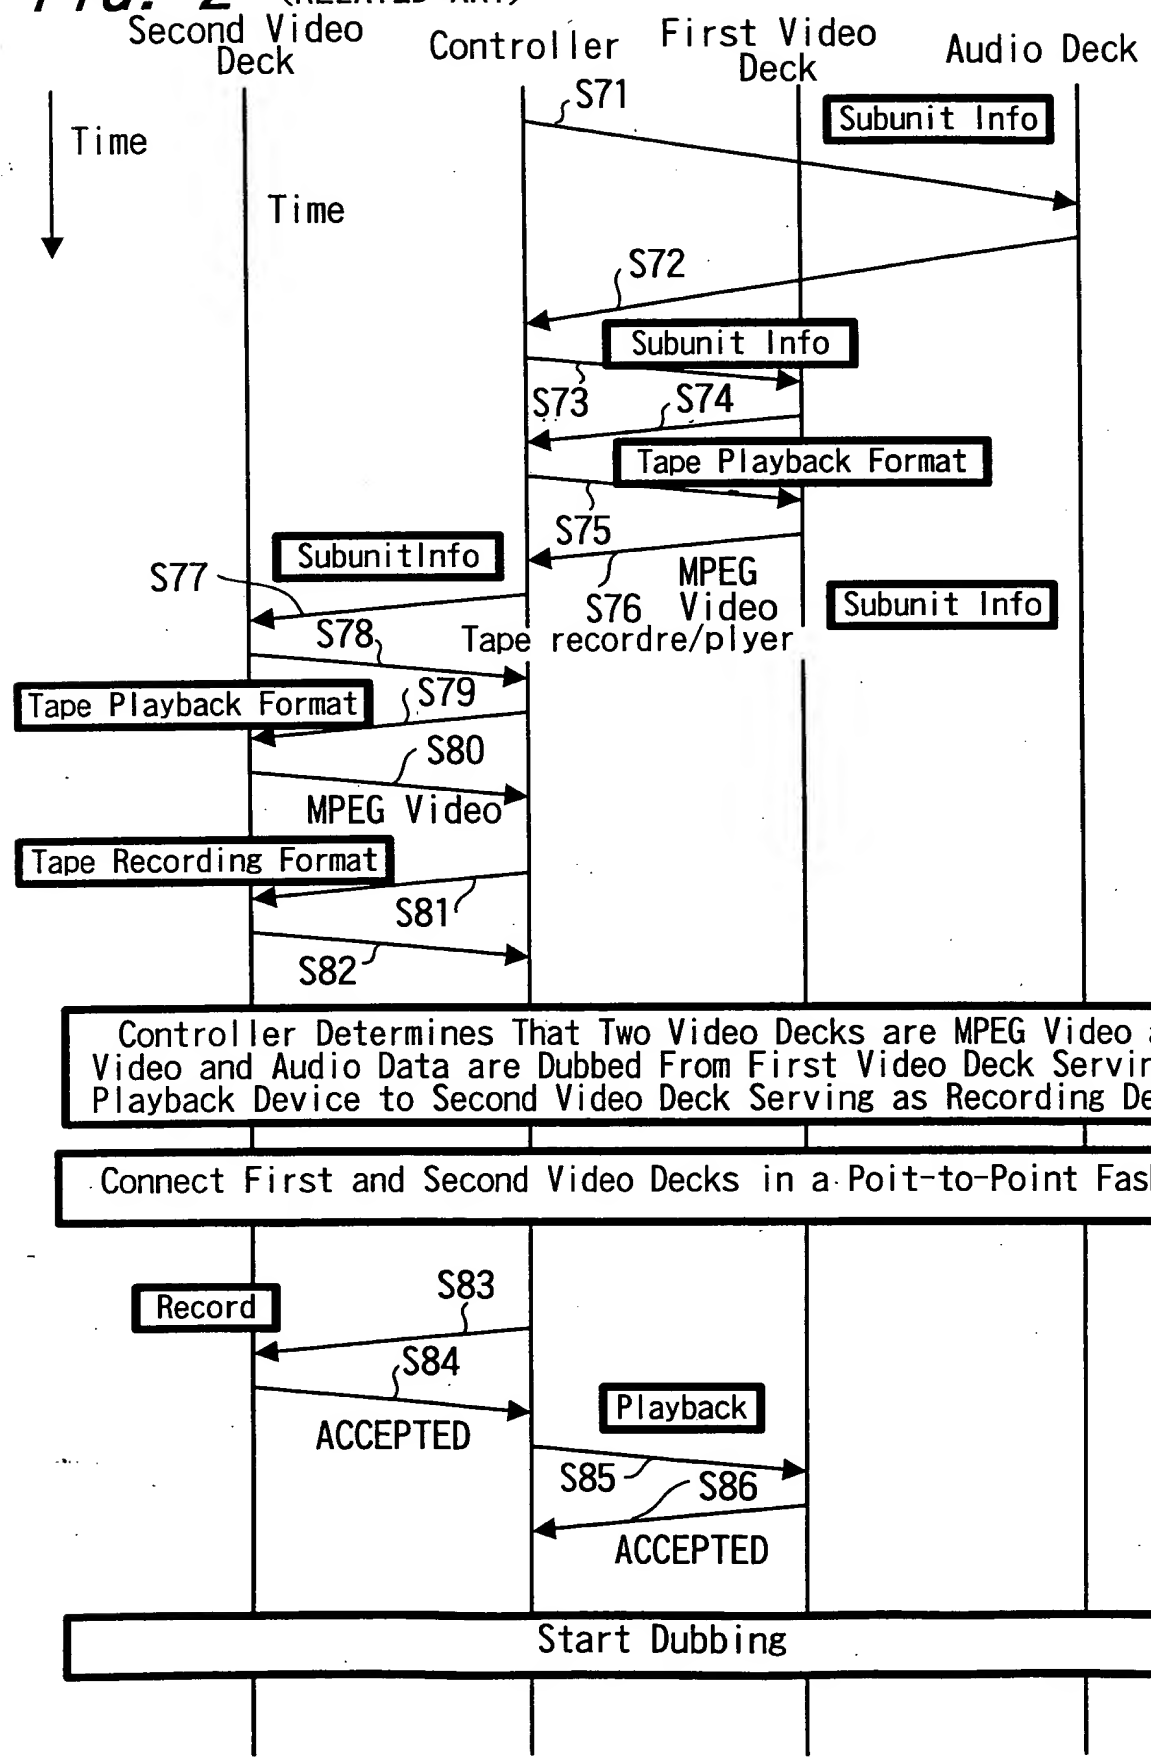 FIG. 2 (RELATED ART)
Second Video
Deck
Controller
First Video
Deck
Audio Deck
Time
Time
S71
Subunit Info
S72
Subunit Info
S73
S74
Tape Playback Format
S75
SubunitInfo
S77
S76
MPEG
Video
Subunit Info
Tape recordre/plyer
S78
Tape Playback Format
S79
S80
MPEG Video
Tape Recording Format
S81
S82
Controller Determines That Two Video Decks are MPEG Video
Video and Audio Data are Dubbed From First Video Deck
Playback Device to Second Video Deck Serving as Recording
Connect First and Second Video Decks in a Poit-to-Point
Record
S83
S84
ACCEPTED
Playback
S85
S86
ACCEPTED
Start Dubbing